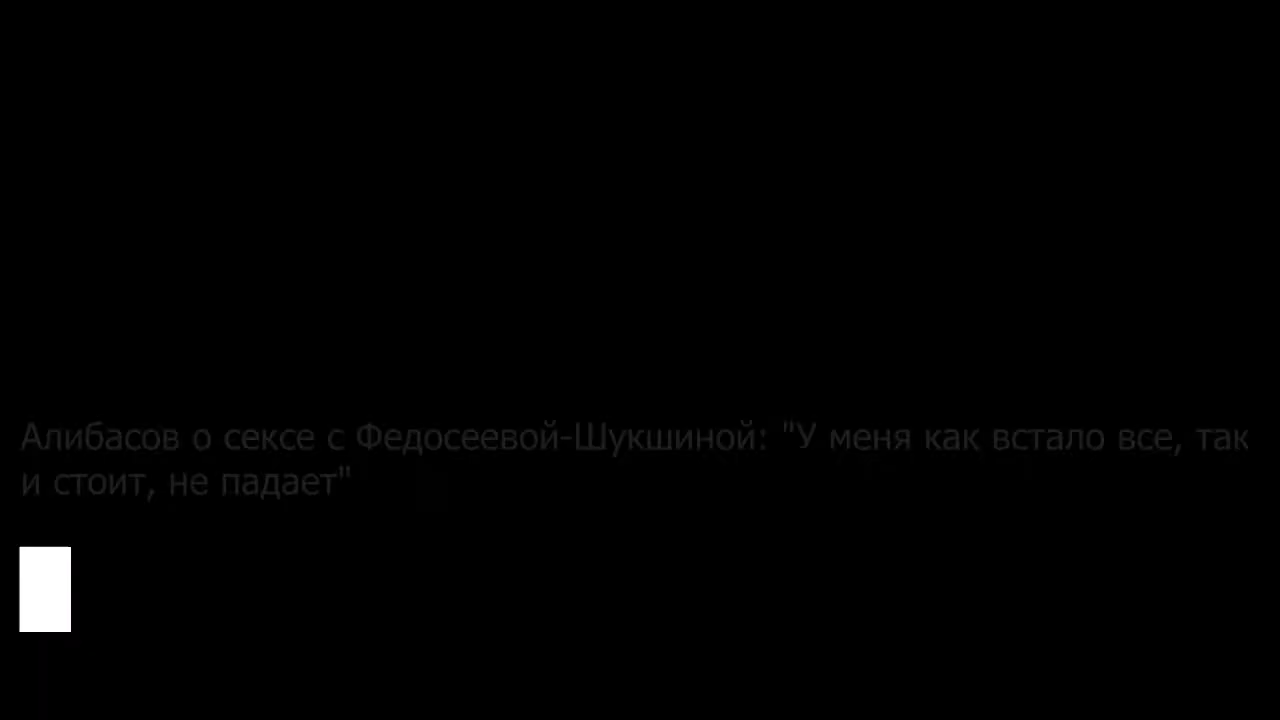 Алибасов о сексе с Федосеевой-Шукшиной: "У меня как встало все, так
и стоит, не падает"